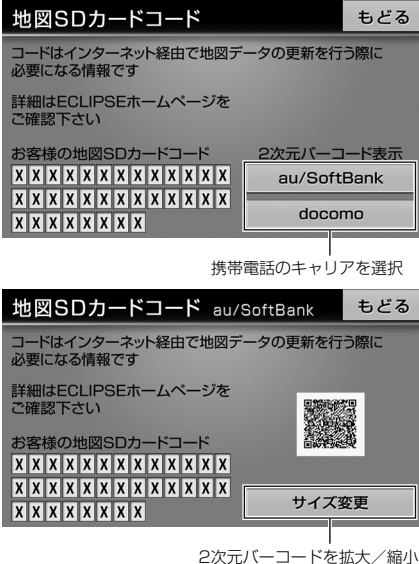 地図SDカードコード
もどる
コードはインターネット経由で地図データの更新を行う際に
必要になる情報です
詳細はECLIPSEホームページを
ご確認下さい
お客様の地図SDカードコード
2次元バーコード表示
XXXXXXXXXXXXX
XXXXXXXXXXXXX
XXXXXXXX
au/SoftBank
docomo
携帯電話のキャリアを選択
地図SDカードコード au/SoftBank
もどる
コードはインターネット経由で地図データの更新を行う際に
必要になる情報です
詳細はECLIPSEホームページを
ご確認下さい
お客様の地図SDカードコード
XXXXXXXXXXXXX
XXXXXXXXXXXXX
XXXXXXXX
サイズ変更
2次元バーコードを拡大／縮小